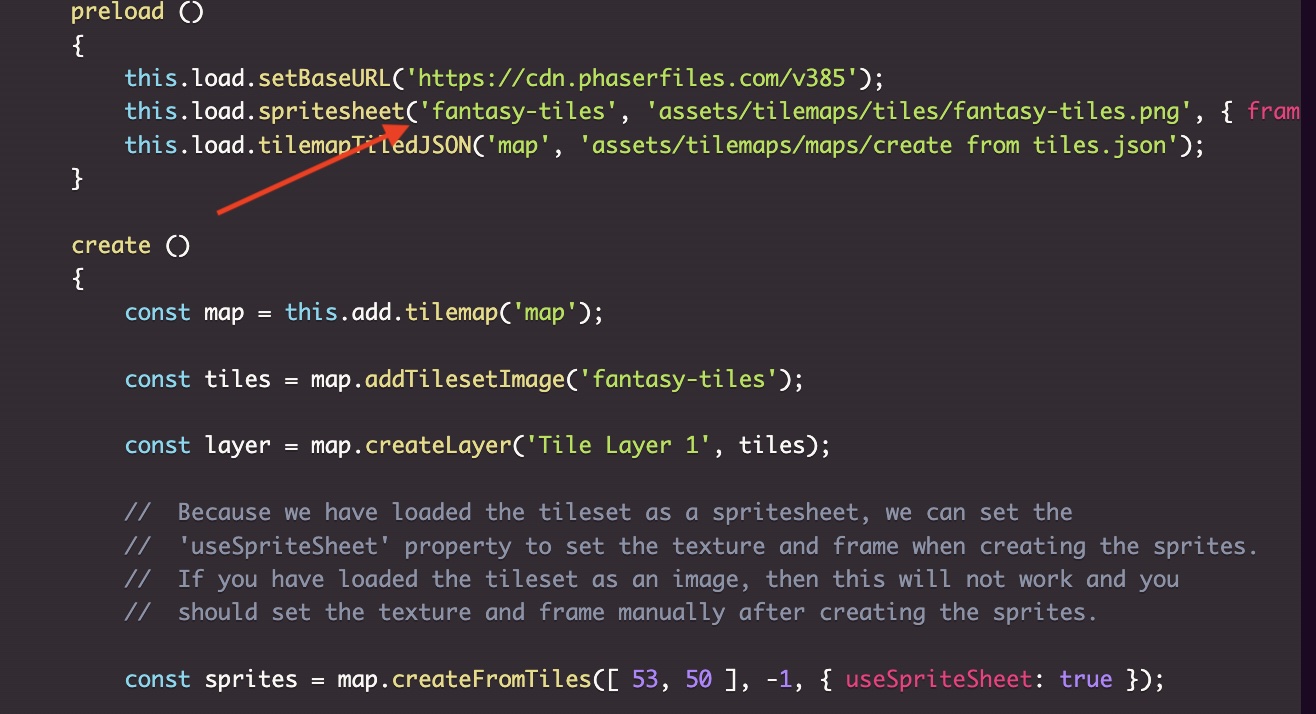 preload ()
{
this.load.setBaseURL('https://cdn.phaserfiles.com/v385');
this.load.spritesheet('fantasy-tiles', 'assets/tilemaps/tiles/fantasy-tiles.png', { fram
this.load.tilemapTiledJSON('map', 'assets/tilemaps/maps/create from tiles.json');
}
create ()
{
const map = this.add.tilemap('map');
const tiles = map.addTilesetImage('fantasy-tiles');
const layer = map.createLayer('Tile Layer 1', tiles);
//  Because we have loaded the tileset as a spritesheet, we can set the
//  'useSpriteSheet' property to set the texture and frame when creating the sprites.
//  If you have loaded the tileset as an image, then this will not work and you
//  should set the texture and frame manually after creating the sprites.
const sprites = map.createFromTiles([ 53, 50 ], -1, { useSpriteSheet: true });